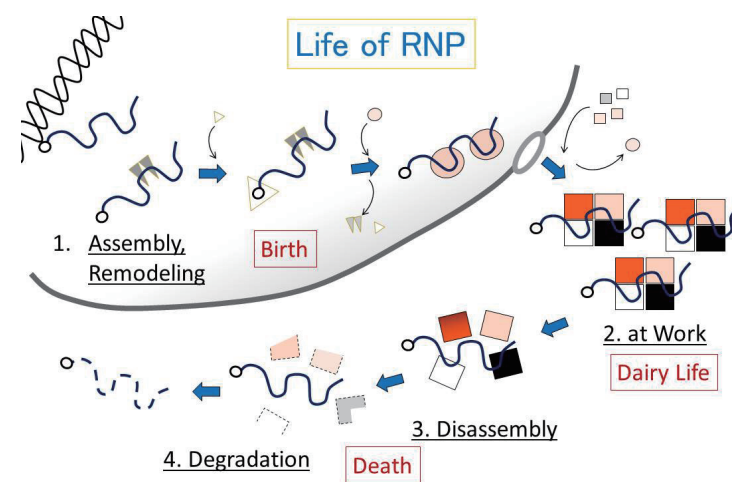 Life of RNP
1. Assembly,
Remodeling
Birth
2. at Work
Dairy Life
3. Disassembly
4. Degradation
Death